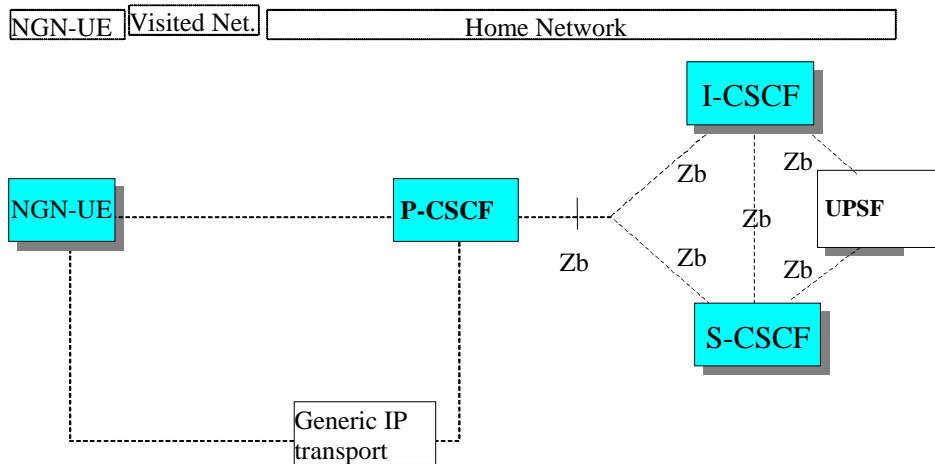 NGN-UE
Visited Net.
Home Network
I-CSCF
Zb
Zb
NGN-UE
P-CSCF
Zb
UPSF
Zb
Zb
Zb
S-CSCF
Generic IP
transport